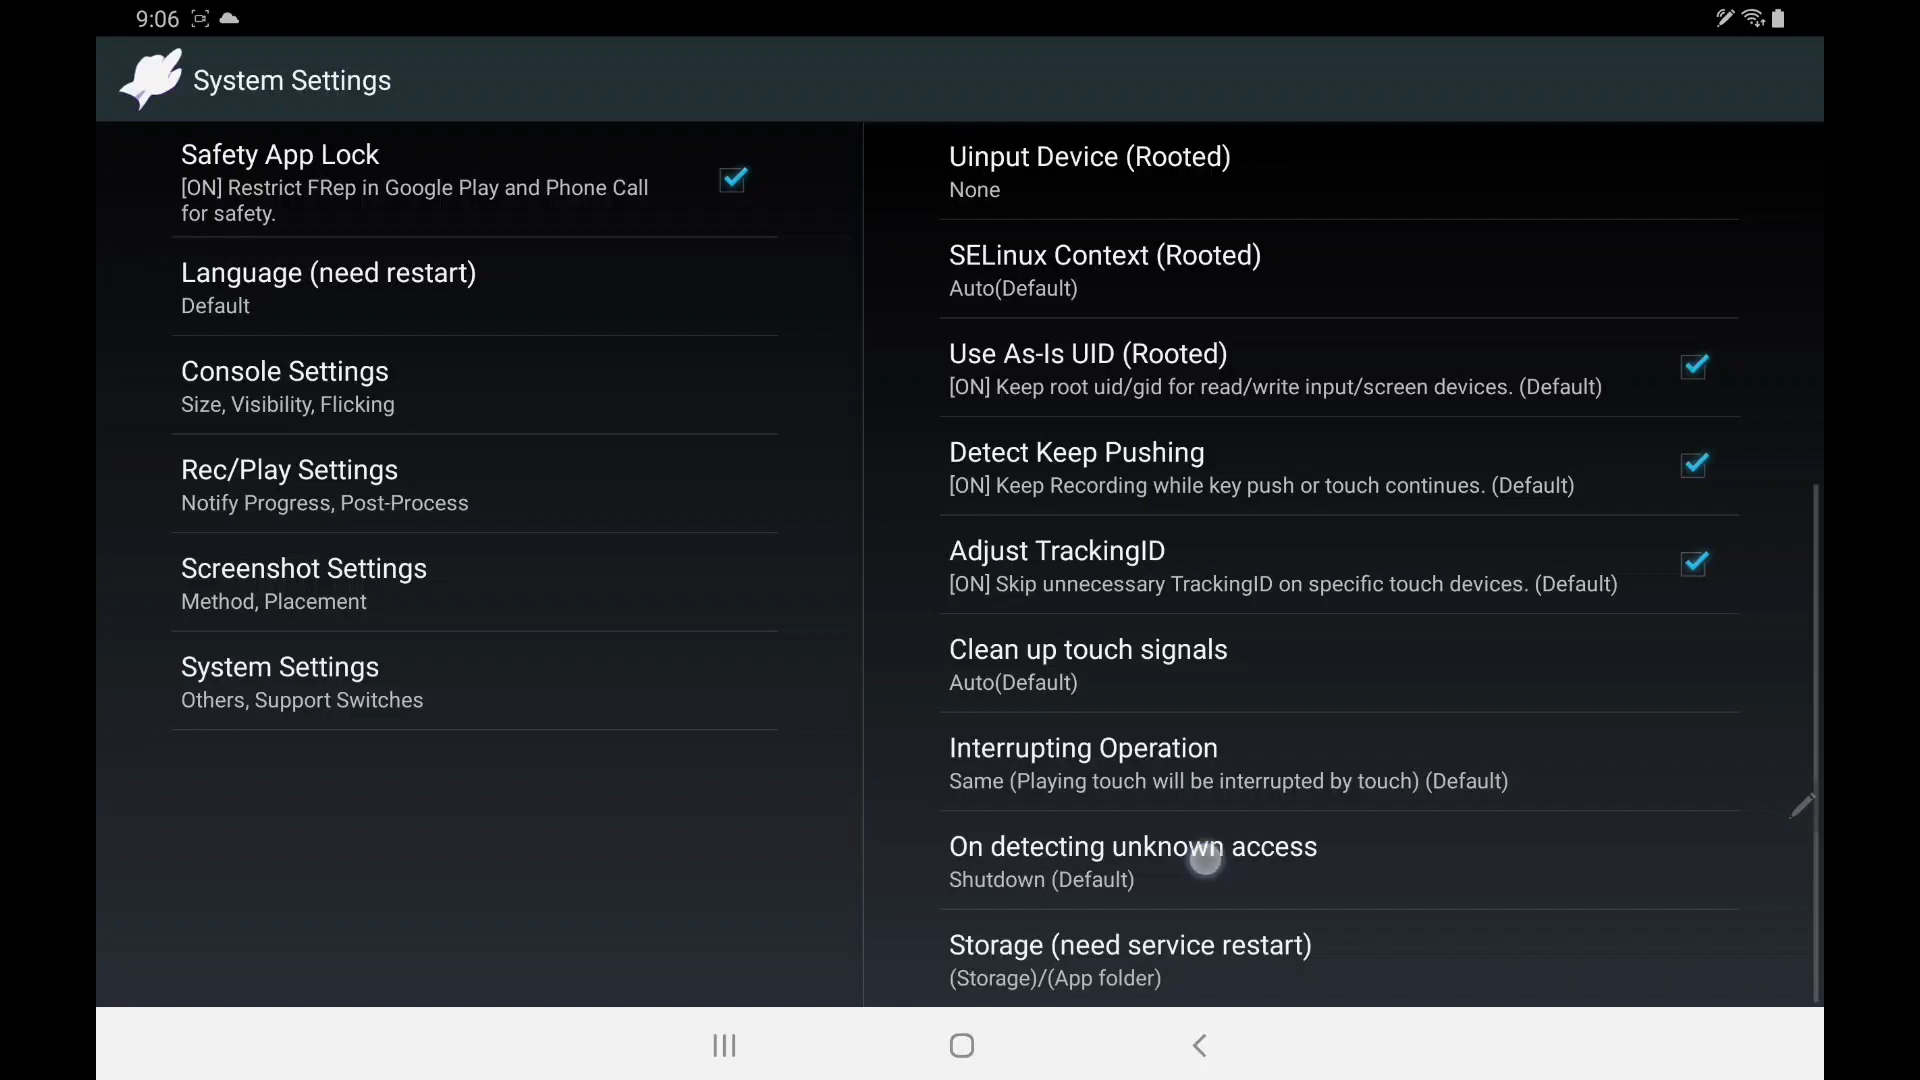 9:06
System Settings
Safety App Lock
[ON] Restrict FRep in Google Play and Phone Call
for safety.
Language (need restart)
Default
Console Settings
Size, Visibility, Flicking
Rec/Play Settings
Notify Progress, Post-Process
Screenshot Settings
Method, Placement
System Settings
Others, Support Switches
Uinput Device (Rooted)
None
SELinux Context (Rooted)
Auto(Default)
Use As-Is UID (Rooted)
[ON] Keep root uid/gid for read/write input/screen devices. (Default)
Detect Keep Pushing
[ON] Keep Recording while key push or touch continues. (Default)
Adjust TrackingID
[ON] Skip unnecessary TrackingID on specific touch devices. (Default)
Clean up touch signals
Auto(Default)
Interrupting Operation
Same (Playing touch will be interrupted by touch) (Default)
On detecting unknown access
Shutdown (Default)
Storage (need service restart)
(Storage)/(App folder)